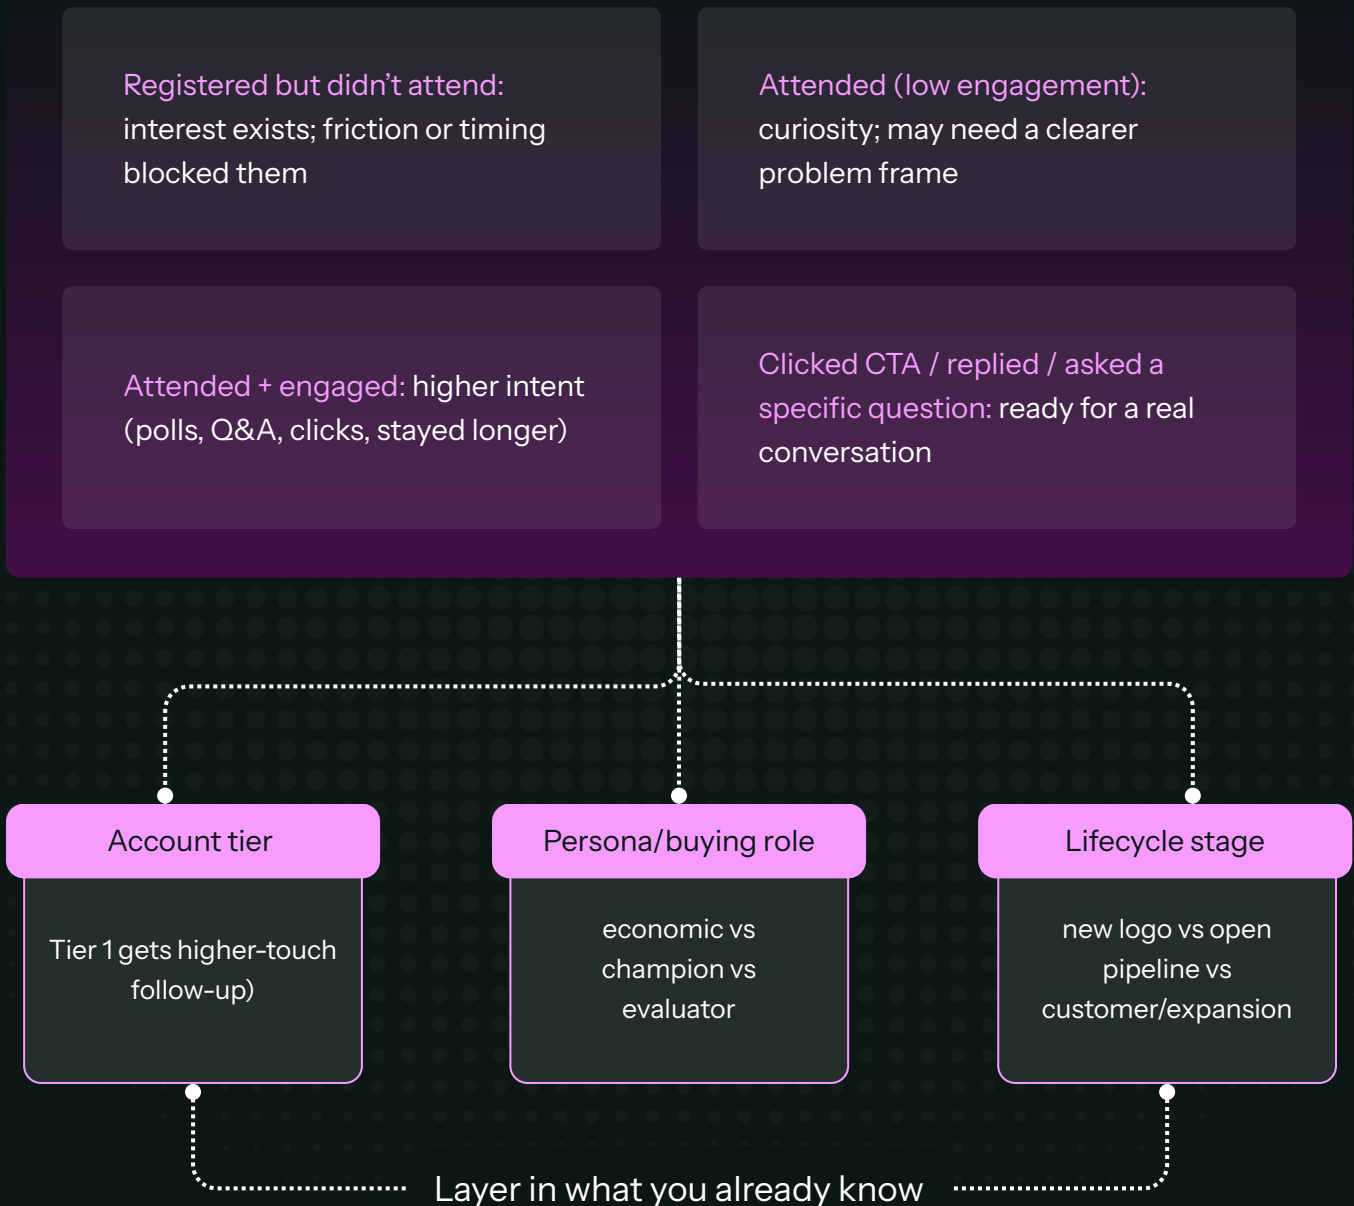 Registered but didn’t attend:
interest exists; friction or timing
blocked them
Attended (low engagement):
curiosity; may need a clearer
problem frame
Attended + engaged: higher intent
(polls, Q&A, clicks, stayed longer)
Clicked CTA / replied / asked a
specific question: ready for a real
conversation
Account tier
Tier 1 gets higher-touch
follow-up)
Persona/buying role
economic vs
champion vs
evaluator
Lifecycle stage
new logo vs open
pipeline vs
customer/expansion
Layer in what you already know